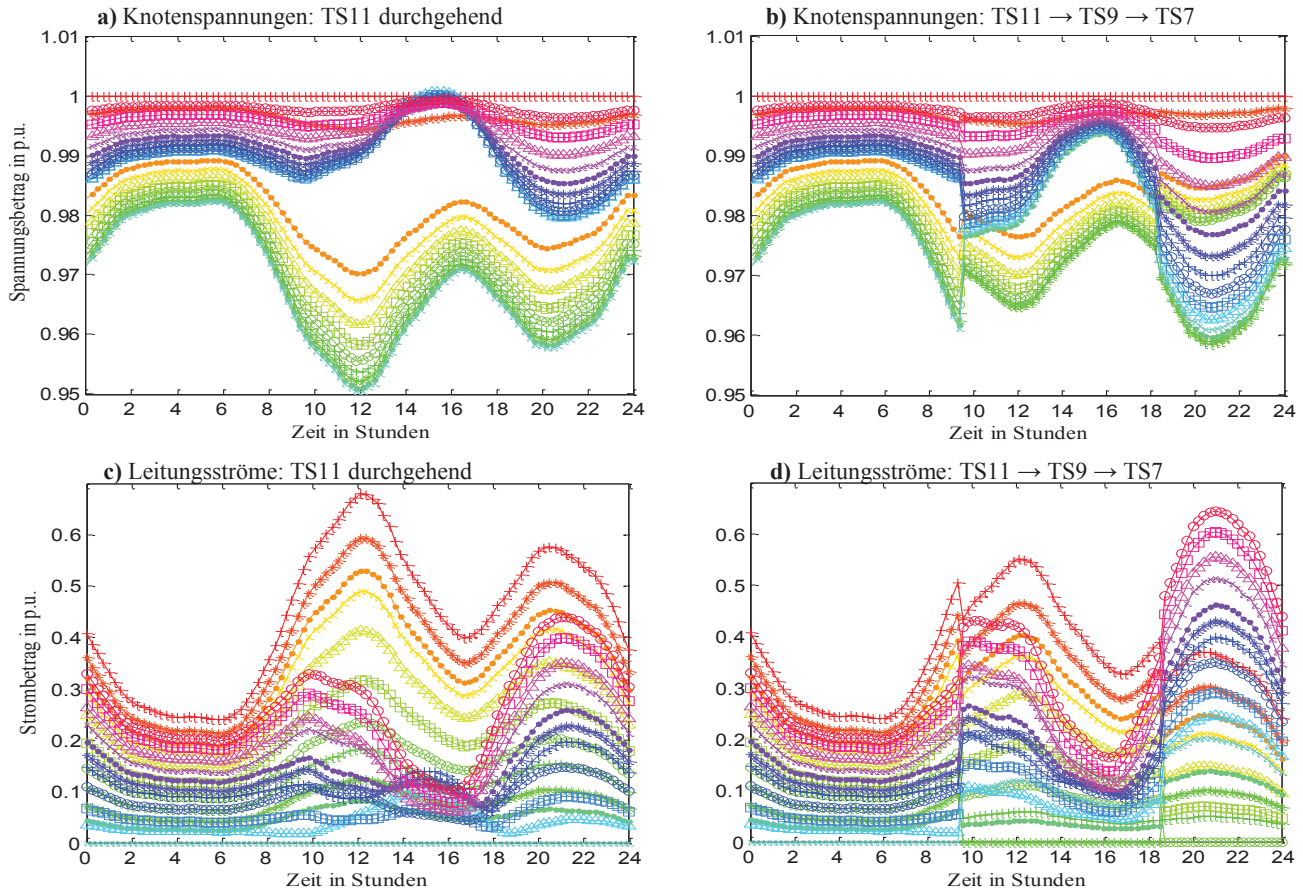 a) Knotenspannungen: TS11 durchgehend
1.01
1
0.99
0.98
0.97
0.96
0.95
Spannungsbetrag in p.u.
0 2 4 6 8 10 12 14 16 18 20 22 24
Zeit in Stunden
b) Knotenspannungen: TS11 → TS9 → TS7
1.01
1
0.99
0.98
0.97
0.96
0.95
0 2 4 6 8 10 12 14 16 18 20 22 24
Zeit in Stunden
c) Leitungsströme: TS11 durchgehend
0.6
0.5
0.4
0.3
0.2
0.1
0
Strombetrag in p.u.
0 2 4 6 8 10 12 14 16 18 20 22 24
Zeit in Stunden
d) Leitungsströme: TS11 → TS9 → TS7
0.6
0.5
0.4
0.3
0.2
0.1
0
0 2 4 6 8 10 12 14 16 18 20 22 24
Zeit in Stunden